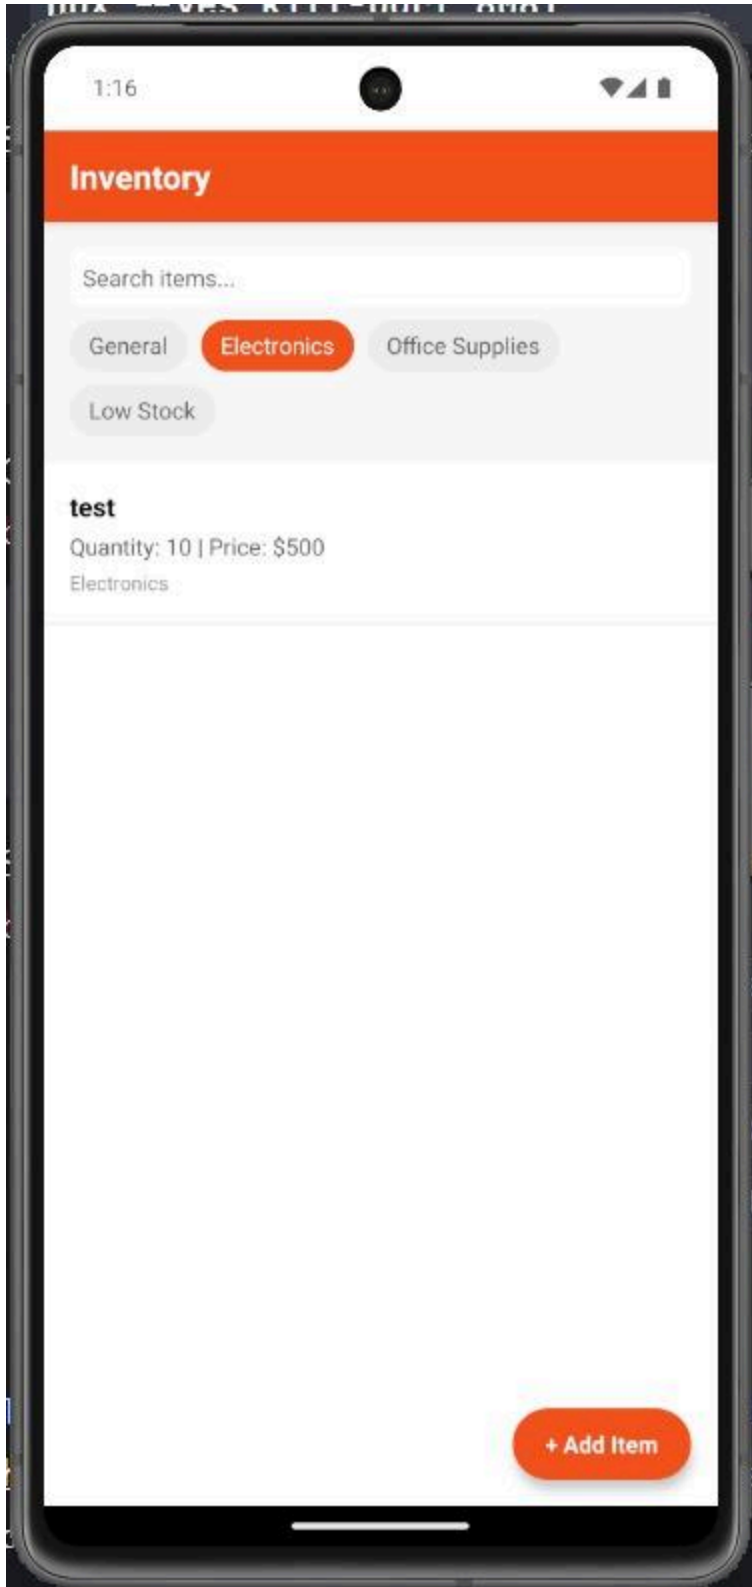 1:16
Inventory
Search items...
General Electronics Office Supplies
Low Stock
test
Quantity: 10 | Price: $500
Electronics
+ Add Item